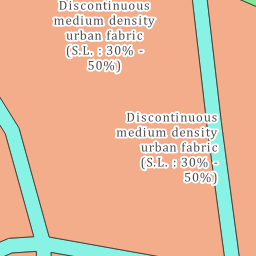 Discontinuous
medium density
urban fabric
(S.L. : 30% -
50%)
Discontinuous
medium density
urban fabric
(S.L. : 30% -
50%)